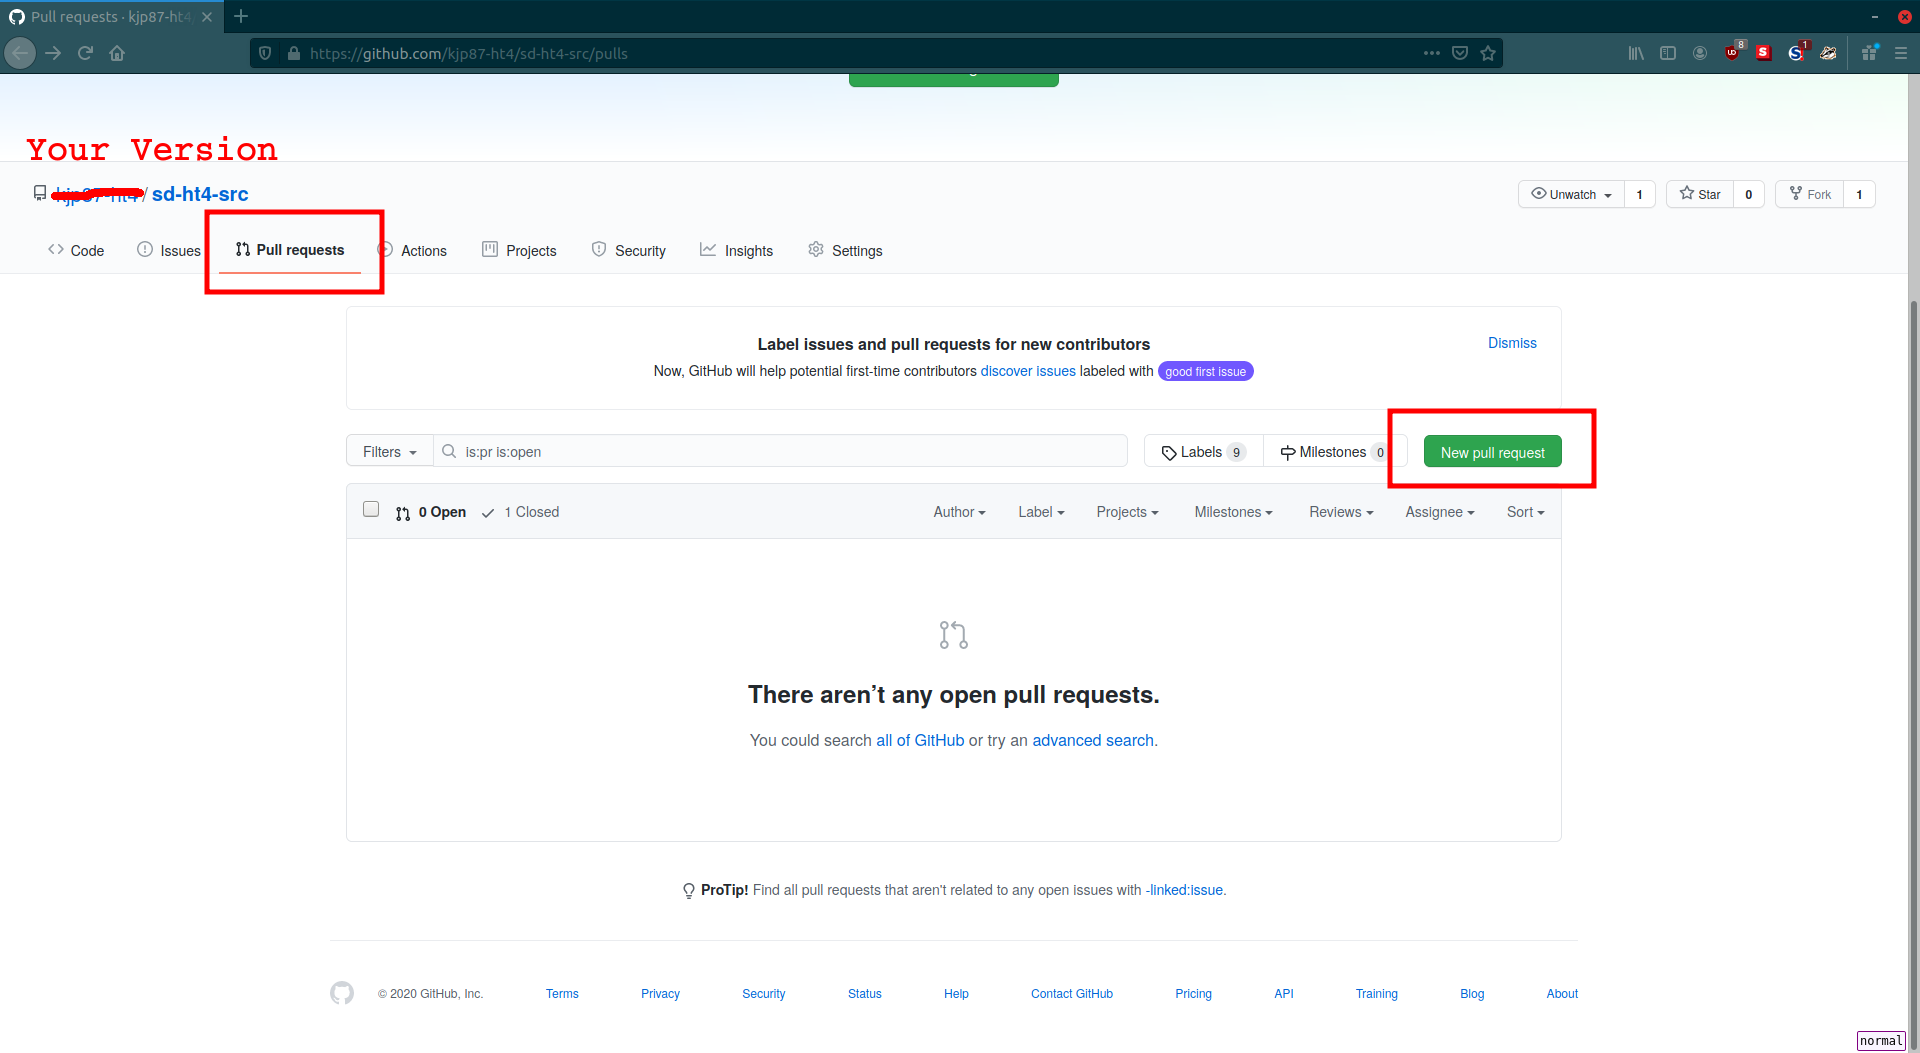 Pull requests · kjp87-ht4
https://github.com/kjp87-ht4/sd-ht4-src/pulls
8
1
Your Version
kjp87-ht4 / sd-ht4-src
Unwatch 1 Star 0 Fork 1
Code Issues Pull requests Actions Projects Security Insights Settings
Label issues and pull requests for new contributors
Dismiss
Now, GitHub will help potential first-time contributors discover issues labeled with good first issue
Filters is:pr is:open Labels 9 Milestones 0 New pull request
0 Open 1 Closed Author Label Projects Milestones Reviews Assignee Sort
There aren’t any open pull requests.
You could search all of GitHub or try an advanced search.
ProTip! Find all pull requests that aren't related to any open issues with -linked:issue.
© 2020 GitHub, Inc. Terms Privacy Security Status Help Contact GitHub Pricing API Training Blog About
normal